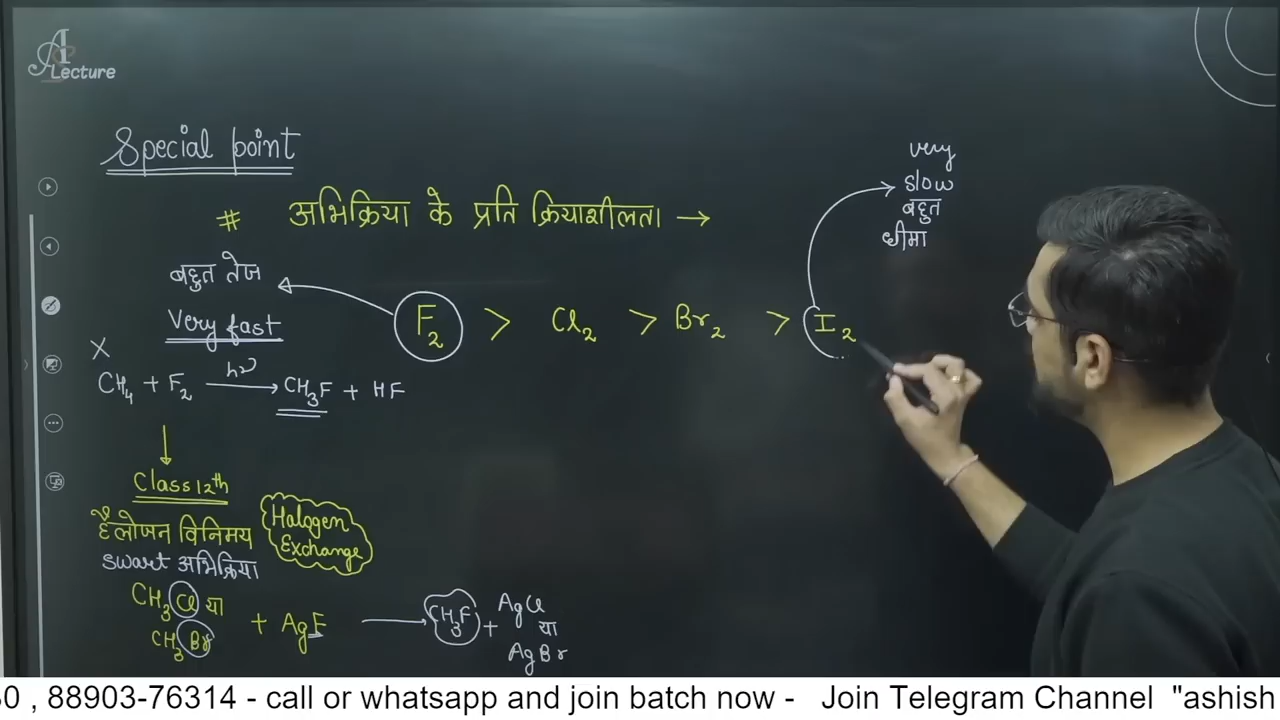 A Lecture
Special point
# अभिक्रिया के प्रति क्रियाशीलता →
very
slow
बहुत
धीमा
बहुत तेज
Very fast
F₂ > Cl₂ > Br₂ > I₂
X
CH₄ + F₂ —hν→ CH₃F + HF
Class 12th
हैलोजन विनिमय
Halogen
Exchange
swart अभिक्रिया
CH₃Cl या
CH₃Br
+ AgF → CH₃F +
AgCl
या
AgBr
0 , 88903-76314 - call or whatsapp and join batch now - Join Telegram Channel "ashish